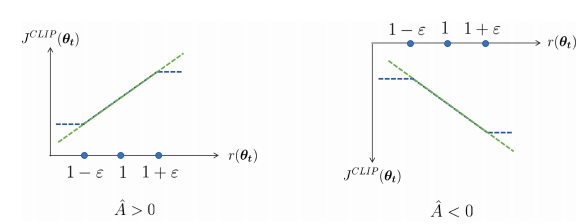 J^{CLIP}(θ_t)
r(θ_t)
1 − ε 1 1 + ε
Â > 0
1 − ε 1 1 + ε
r(θ_t)
J^{CLIP}(θ_t)
Â < 0